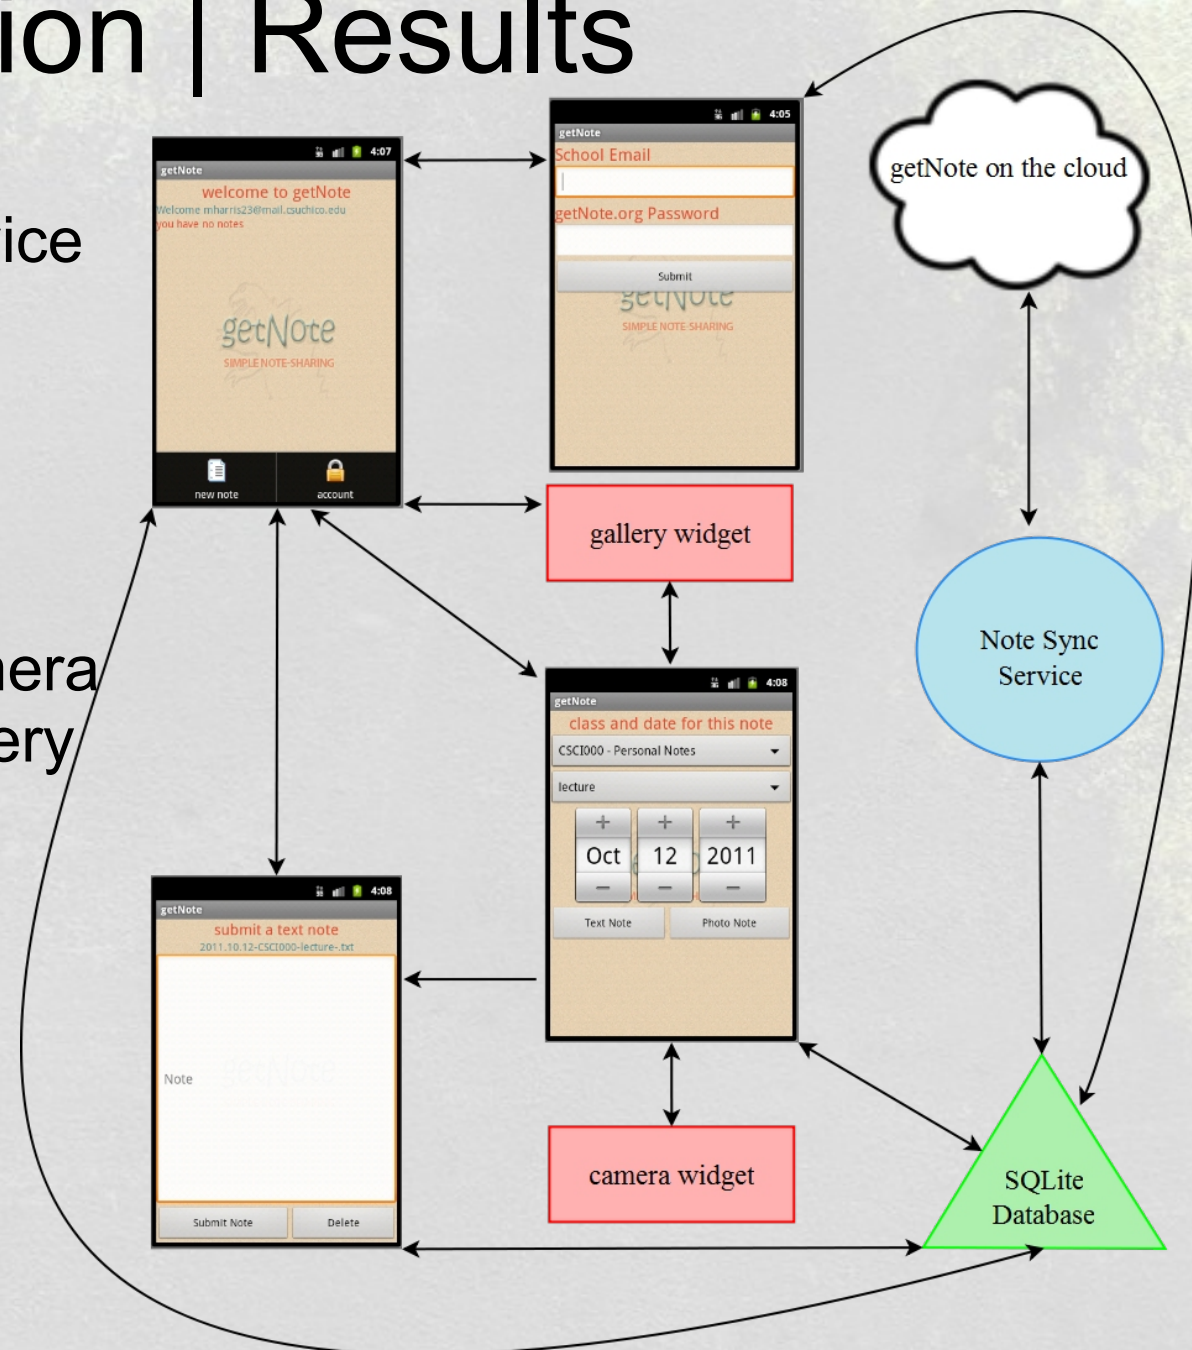 ion | Results
ice
era
ery
4:07
getNote
welcome to getNote
Welcome mharris23@mail.csuchico.edu
you have no notes
getNote
SIMPLE NOTE-SHARING
new note
account
4:05
getNote
School Email
getNote.org Password
Submit
getNote
SIMPLE NOTE-SHARING
getNote on the cloud
gallery widget
Note Sync
Service
4:08
getNote
class and date for this note
CSCI000 - Personal Notes
lecture
+ + +
Oct 12 2011
- - -
Text Note
Photo Note
4:08
getNote
submit a text note
2011.10.12-CSCI000-lecture-.txt
Note
Submit Note
Delete
camera widget
SQLite
Database